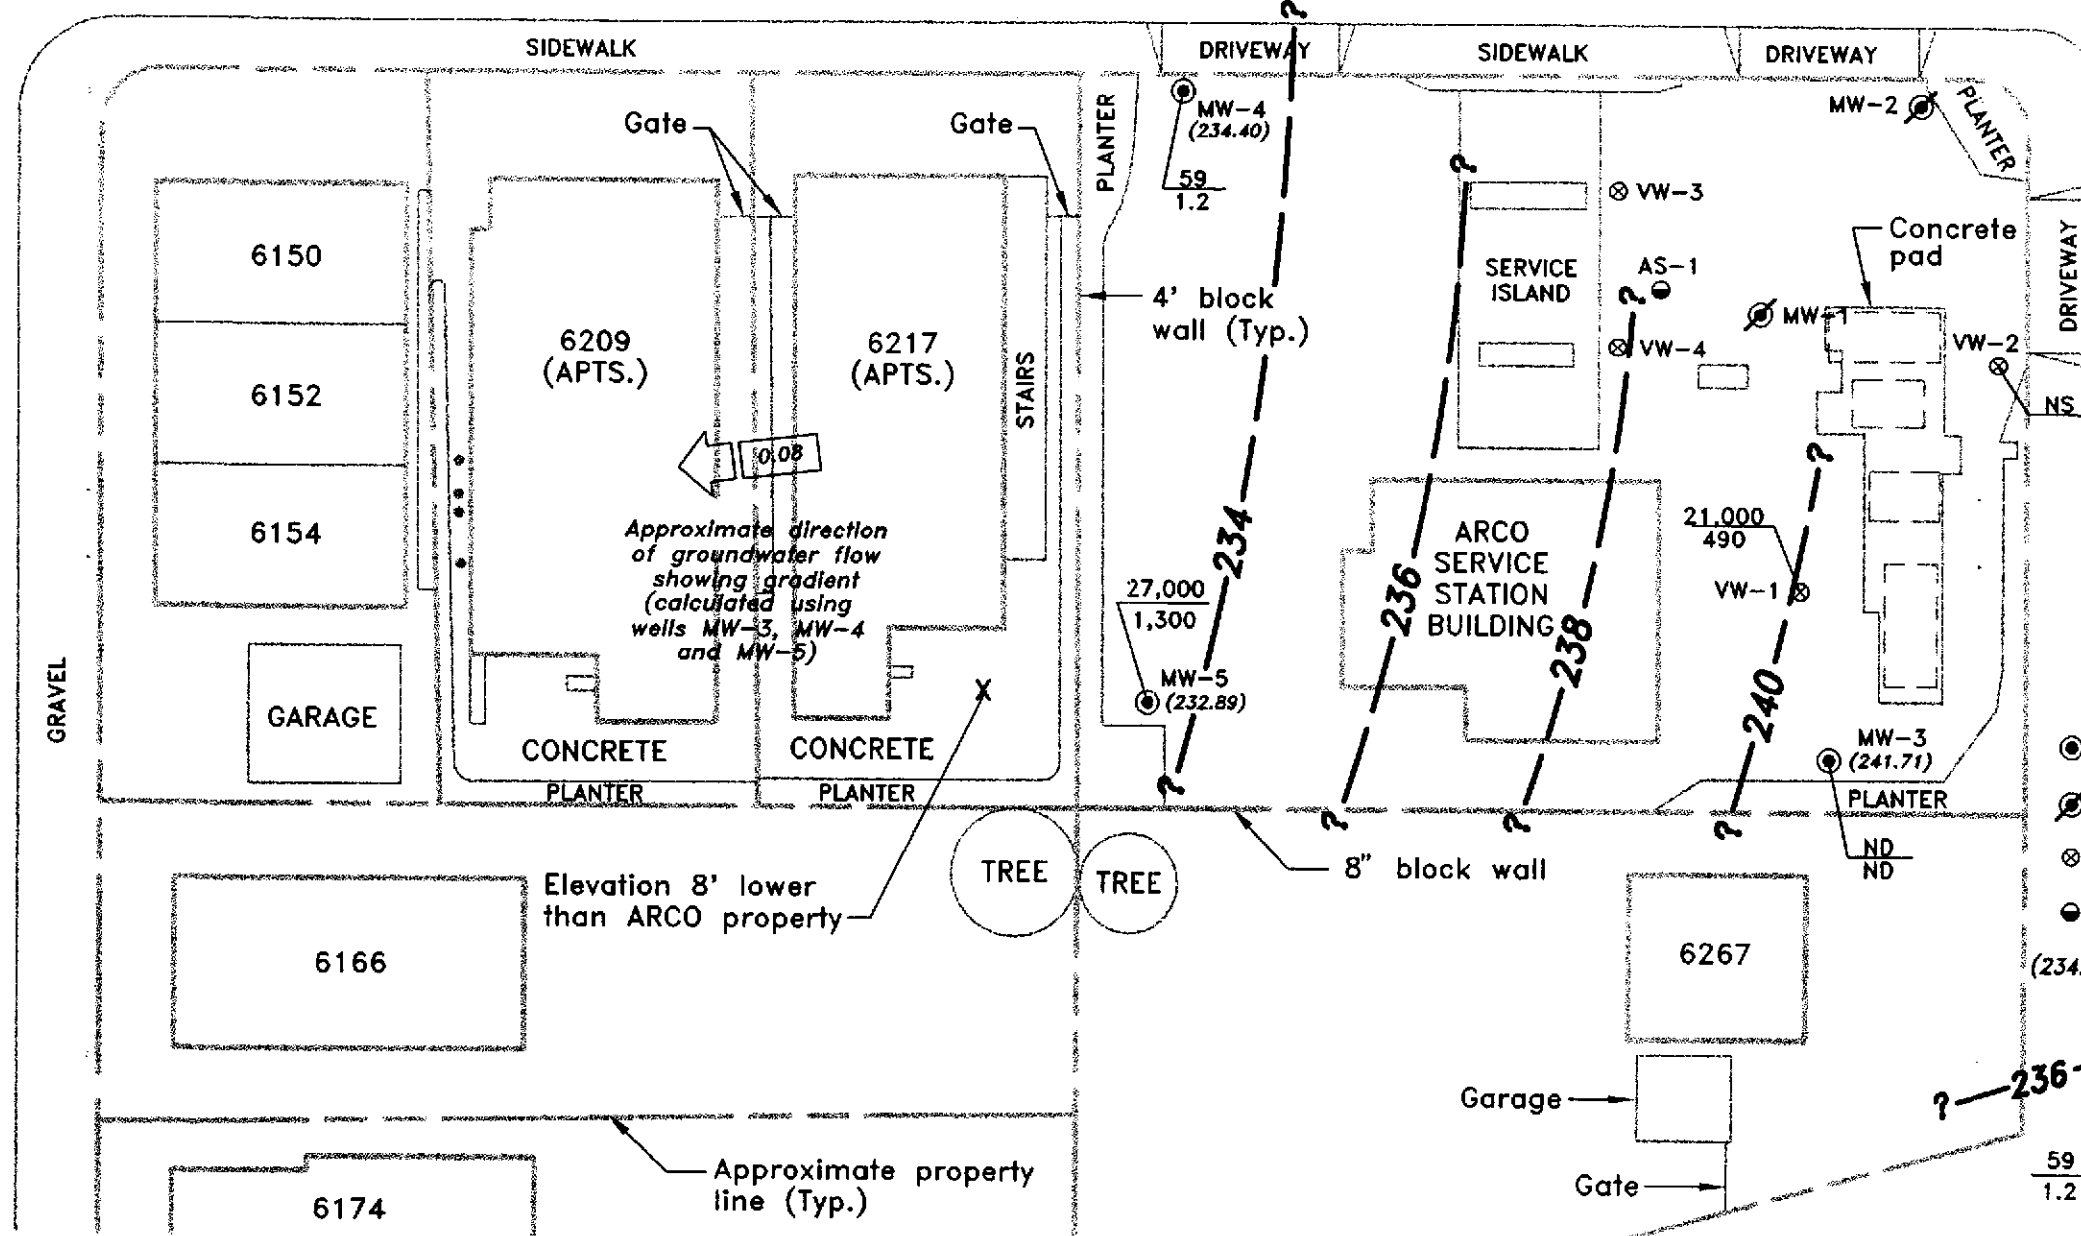 SIDEWALK
DRIVEWAY
SIDEWALK
DRIVEWAY
?
Gate
Gate
PLANTER
MW-4
(234.40)
59
1.2
?
VW-3
MW-2
PLANTER
6150
6152
6154
6209
(APTS.)
6217
(APTS.)
STAIRS
4' block
wall (Typ.)
SERVICE
ISLAND
AS-1
?
VW-4
MW-1
Concrete
pad
VW-2
NS
DRIVEWAY
0.08
Approximate direction
of groundwater flow
showing gradient
(calculated using
wells MW-3, MW-4
and MW-5)
234
236
238
240
?
ARCO
SERVICE
STATION
BUILDING
21,000
490
VW-1
27,000
1,300
MW-5
(232.89)
MW-3
(241.71)
ND
ND
GRAVEL
GARAGE
CONCRETE
CONCRETE
PLANTER
PLANTER
PLANTER
?
?
?
?
TREE
TREE
8" block wall
Elevation 8' lower
than ARCO property
6166
6267
(234.
Garage
Gate
? 236
59
1.2
Approximate property
line (Typ.)
6174